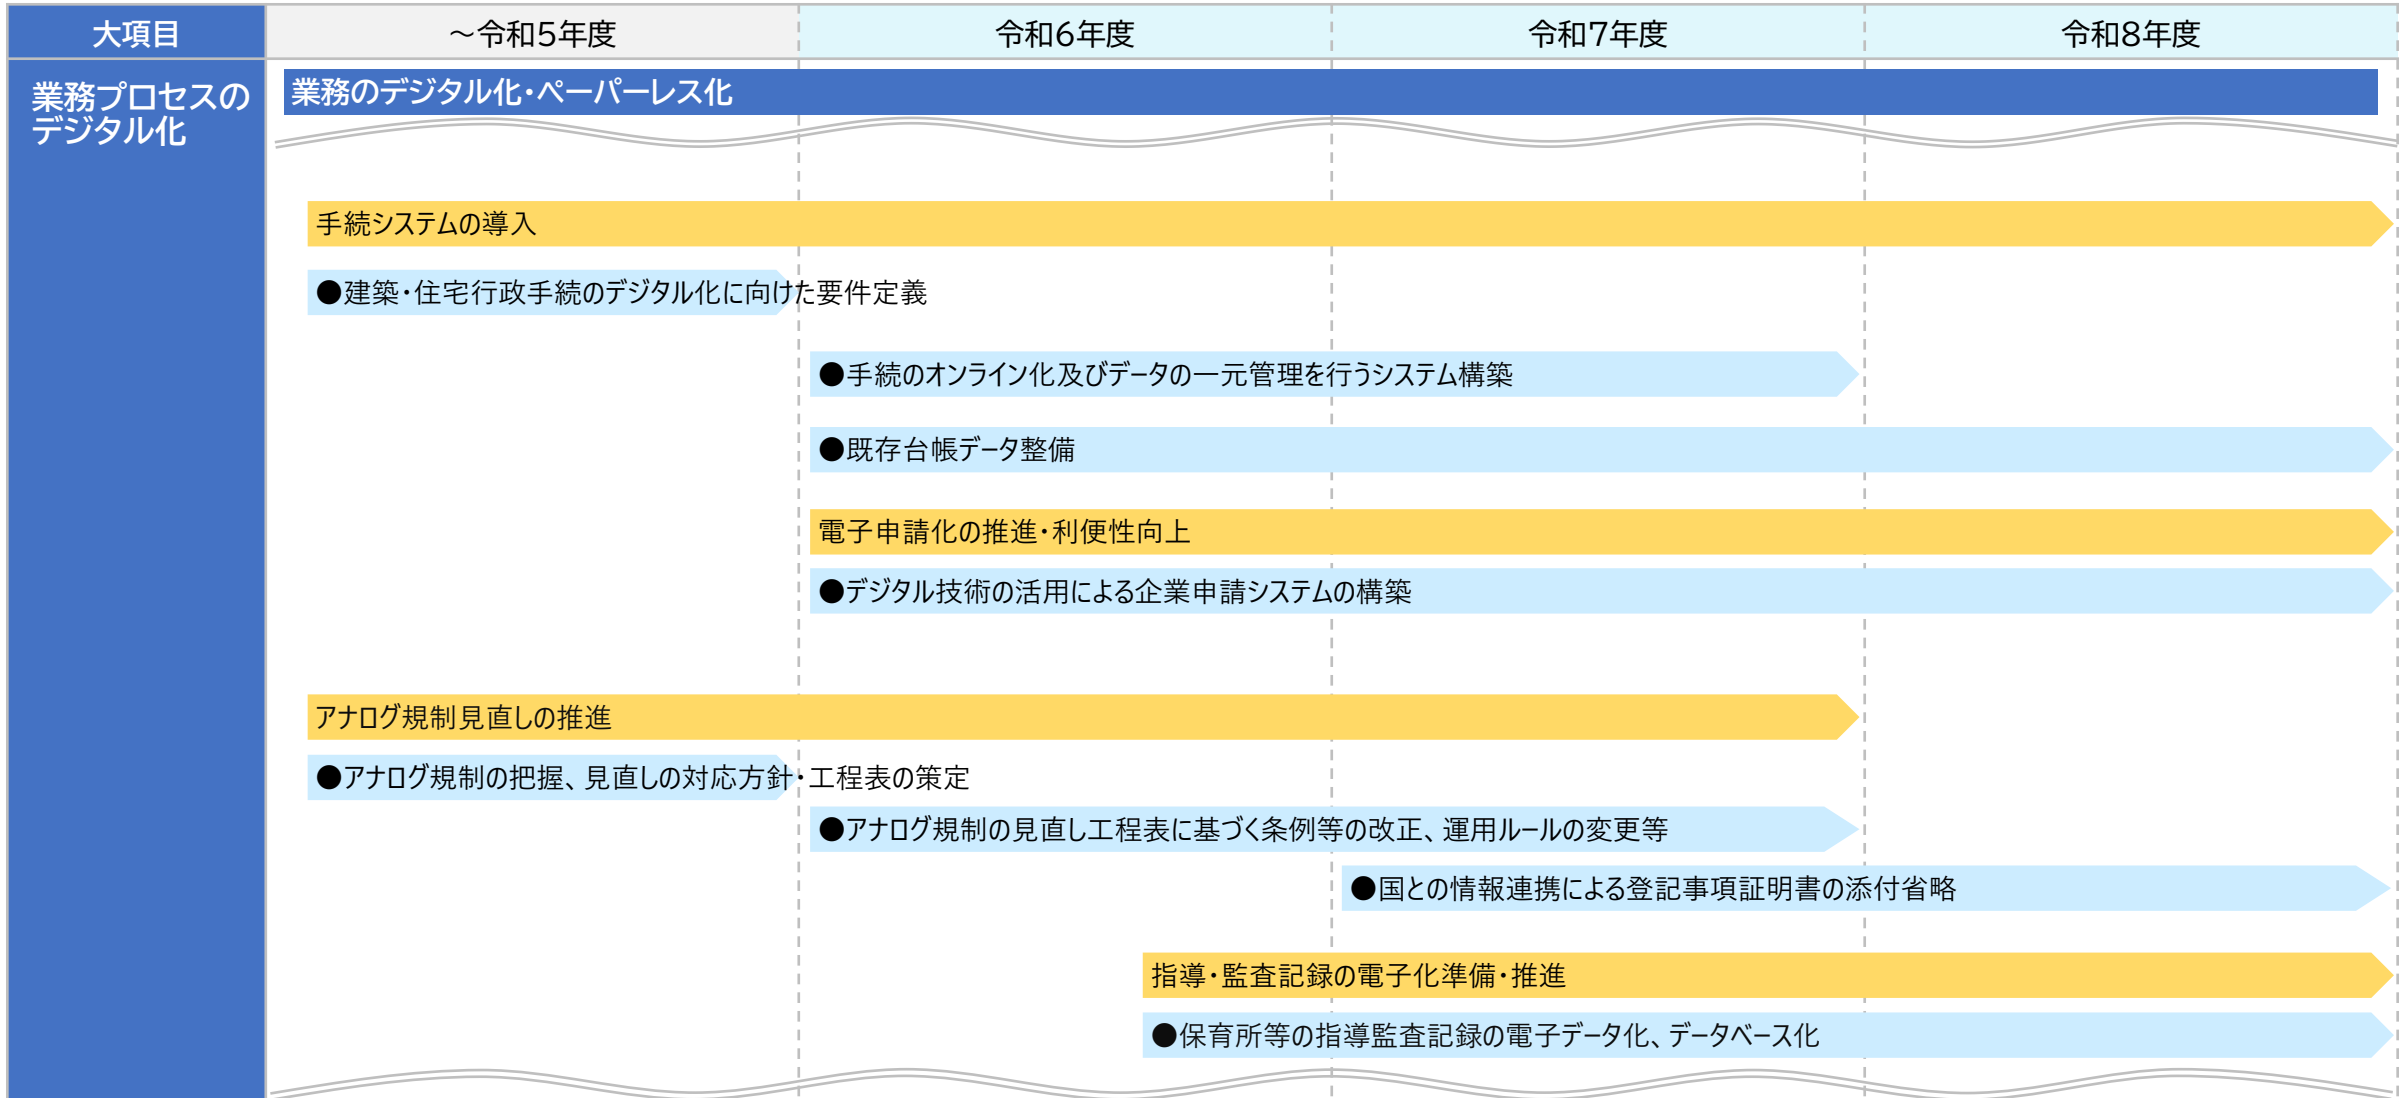 大項目
～令和5年度
令和6年度
令和7年度
令和8年度
業務プロセスの
デジタル化
業務のデジタル化・ペーパーレス化
手続システムの導入
●建築・住宅行政手続のデジタル化に向けた要件定義
●手続のオンライン化及びデータの一元管理を行うシステム構築
●既存台帳データ整備
電子申請化の推進・利便性向上
●デジタル技術の活用による企業申請システムの構築
アナログ規制見直しの推進
●アナログ規制の把握、見直しの対応方針・工程表の策定
●アナログ規制の見直し工程表に基づく条例等の改正、運用ルールの変更等
●国との情報連携による登記事項証明書の添付省略
指導・監査記録の電子化準備・推進
●保育所等の指導監査記録の電子データ化、データベース化